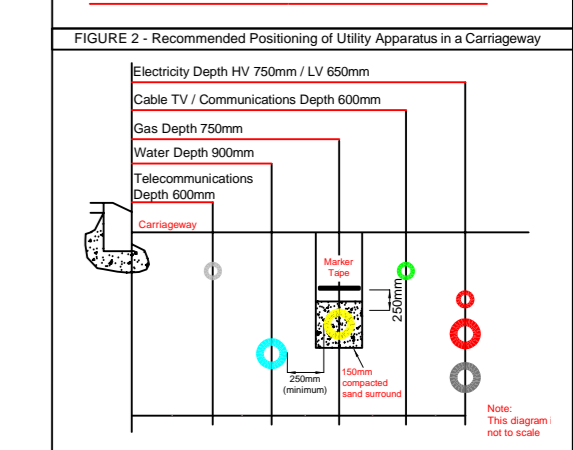 FIGURE 2 - Recommended Positioning of Utility Apparatus in a Carriageway
Electricity Depth HV 750mm / LV 650mm
Cable TV / Communications Depth 600mm
Gas Depth 750mm
Water Depth 900mm
Telecommunications
Depth 600mm
Carriageway
Marker
Tape
250mm
250mm
(minimum)
150mm
compacted
sand surround
Note:
This diagram i
not to scale